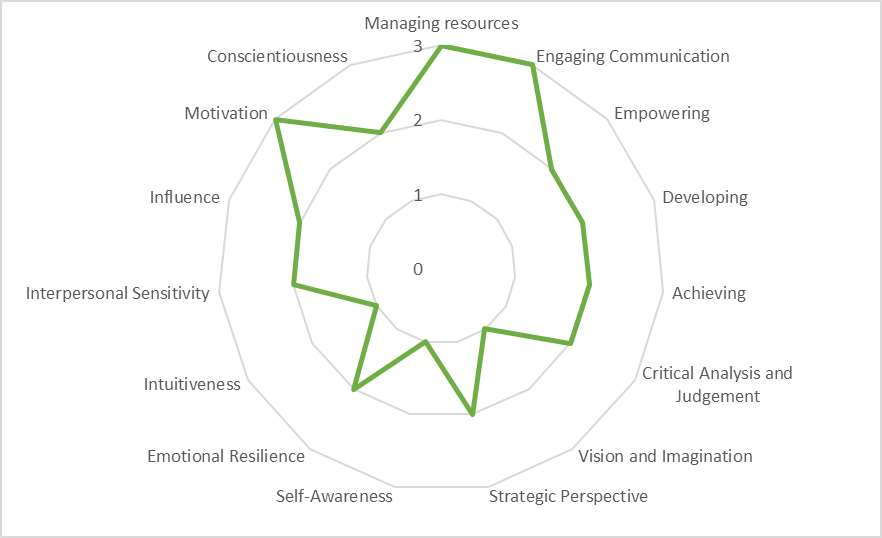 Managing resources
3
Conscientiousness
Engaging Communication
Motivation
2
Empowering
Influence
1
Developing
0
Interpersonal Sensitivity
Achieving
Intuitiveness
Critical Analysis and
Judgement
Emotional Resilience
Vision and Imagination
Self-Awareness
Strategic Perspective